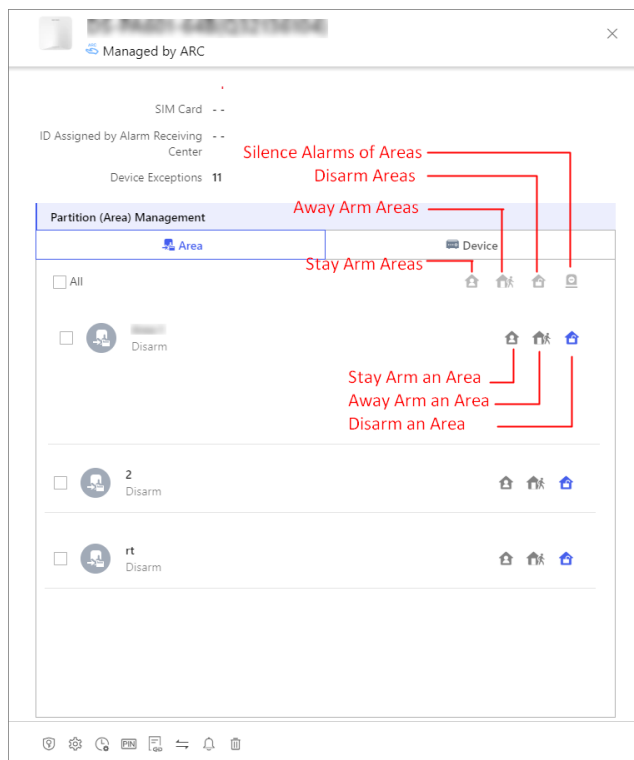 Managed by ARC
SIM Card - -
ID Assigned by Alarm Receiving - -
Center
Device Exceptions 11
Silence Alarms of Areas
Disarm Areas
Away Arm Areas
Stay Arm Areas
Partition (Area) Management
Area
Device
All
Disarm
Stay Arm an Area
Away Arm an Area
Disarm an Area
2
Disarm
rt
Disarm
PIN